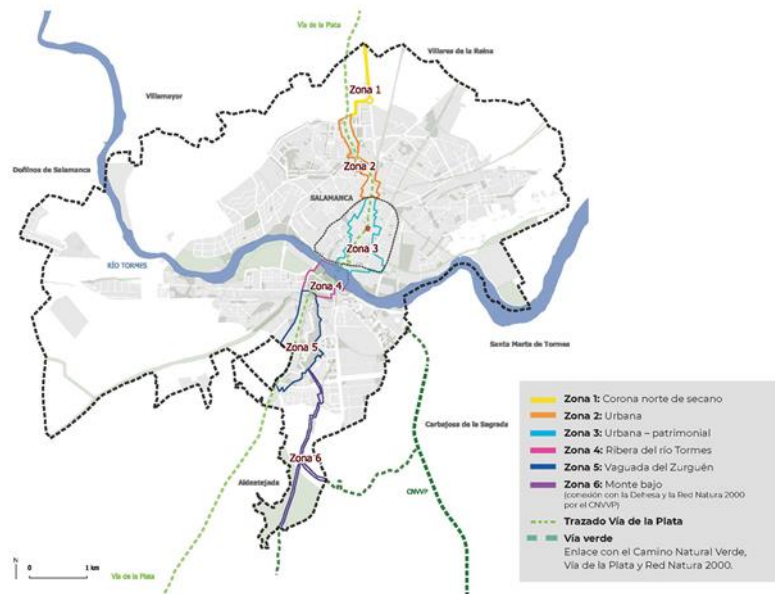 Vía de la Plata
Villares de la Reina
Villamayor
Zona 1
Doñinos de Salamanca
Zona 2
SALAMANCA
Zona 3
RÍO TORMES
Zona 4
Santa Marta de Tormes
Zona 5
Carbajosa de la Sagrada
Zona 6
Aldeatejada
CNVVP
Vía de la Plata
N
0 1 km
Zona 1: Corona norte de secano
Zona 2: Urbana
Zona 3: Urbana – patrimonial
Zona 4: Ribera del río Tormes
Zona 5: Vaguada del Zurguén
Zona 6: Monte bajo
(conexión con la Dehesa y la Red Natura 2000
por el CNVVP)
Trazado Vía de la Plata
Vía verde
Enlace con el Camino Natural Verde,
Vía de la Plata y Red Natura 2000.